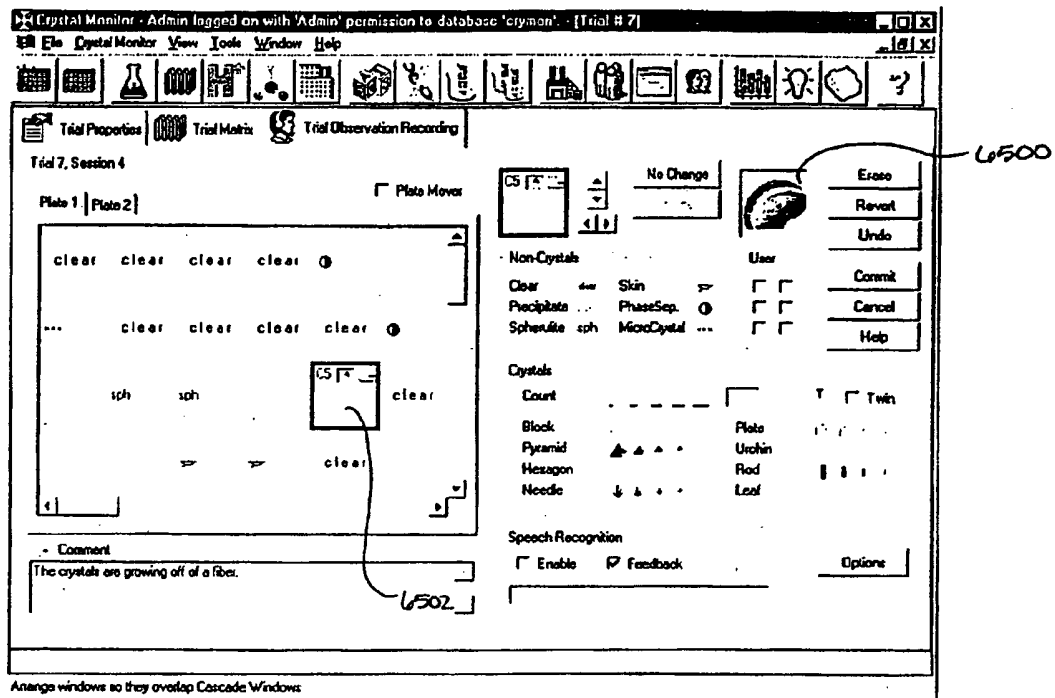 Crystal Monitor - Admin logged on with 'Admin' permission to database 'crymon'. - [Trial # 7]
File Crystal Monitor View Tools Window Help
Trial Properties Trial Matrix Trial Observation Recording
Trial 7, Session 4
Plate Moves
Plate 1 Plate 2
C5
No Change
Erase
Revert
Undo
Commit
Cancel
Help
6500
clear clear clear clear
... clear clear clear clear
sph sph C5 clear
clear
Non-Crystals User
Clear clear Skin
Precipitate PhaseSep.
Spherulite sph MicroCrystal ...
Crystals
Count T Twin
Block Plate
Pyramid Urchin
Hexagon Rod
Needle Leaf
Speech Recognition
Enable Feedback Options
Comment
The crystals are growing off of a fiber.
6502
Arrange windows so they overlap Cascade Windows